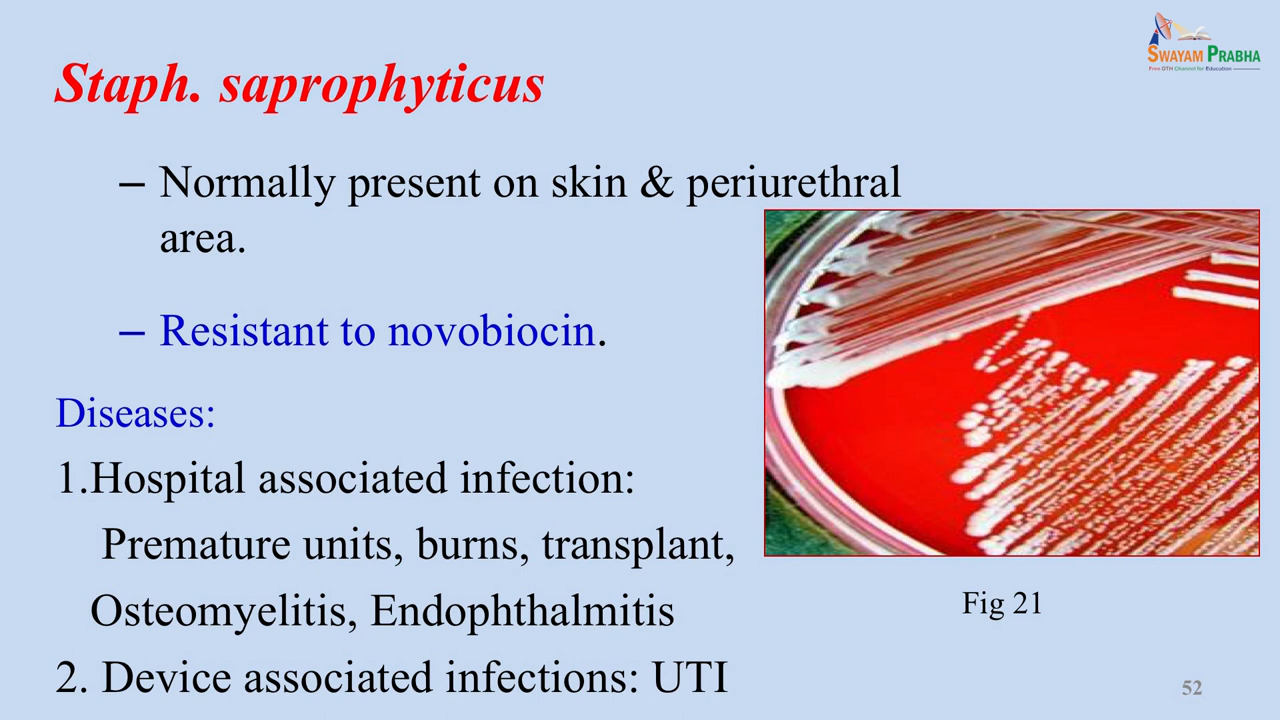 SWAYAM PRABHA
Free DTH Channel for Education
Staph. saprophyticus
– Normally present on skin & periurethral
area.
– Resistant to novobiocin.
Diseases:
1.Hospital associated infection:
Premature units, burns, transplant,
Osteomyelitis, Endophthalmitis
Fig 21
2. Device associated infections: UTI
52